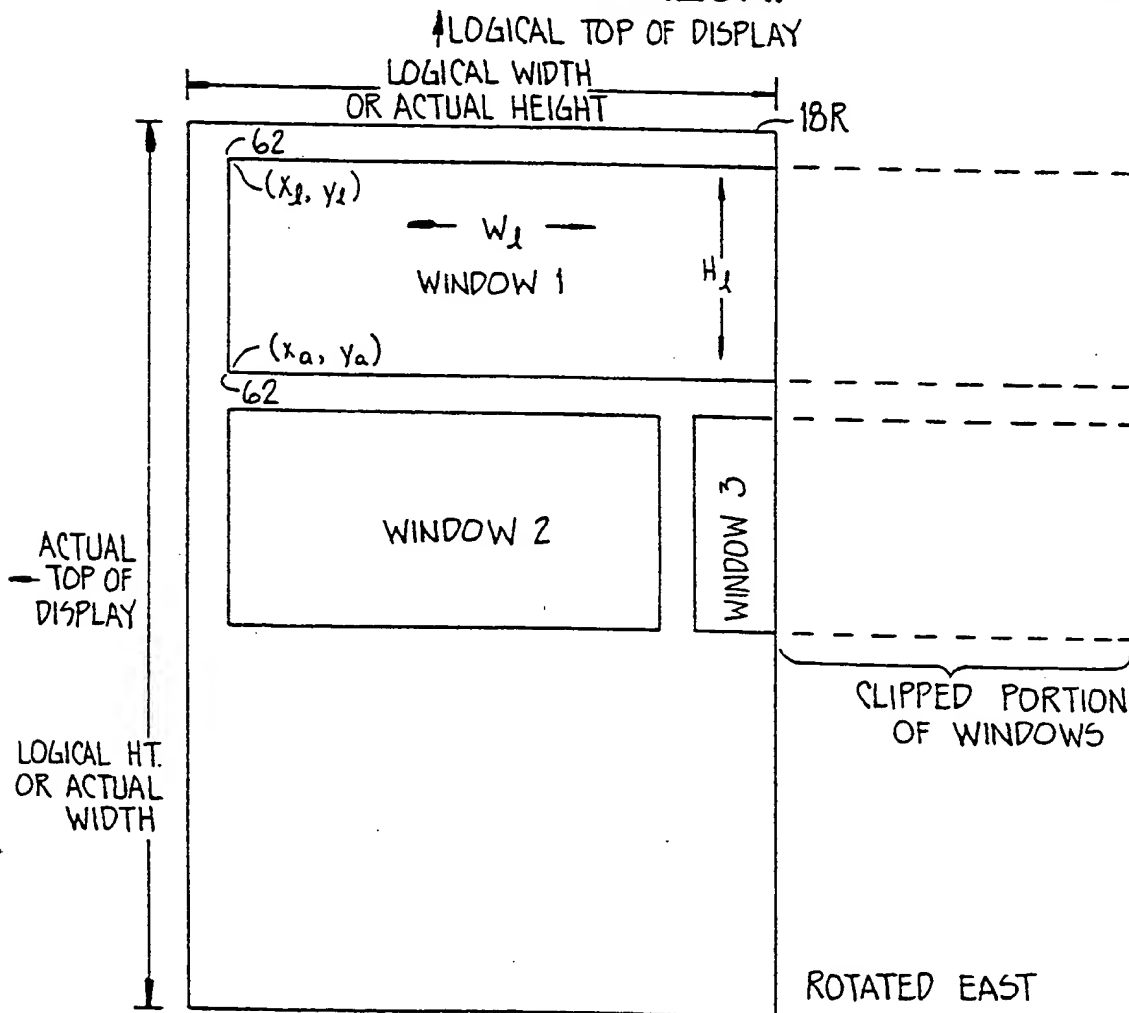 LOGICAL TOP OF DISPLAY
LOGICAL WIDTH
OR ACTUAL HEIGHT
18R
62
(xℓ, yℓ)
Wℓ
WINDOW 1
Hℓ
(xa, ya)
62
WINDOW 2
WINDOW 3
ACTUAL
TOP OF
DISPLAY
CLIPPED PORTION
OF WINDOWS
LOGICAL HT.
OR ACTUAL
WIDTH
ROTATED EAST